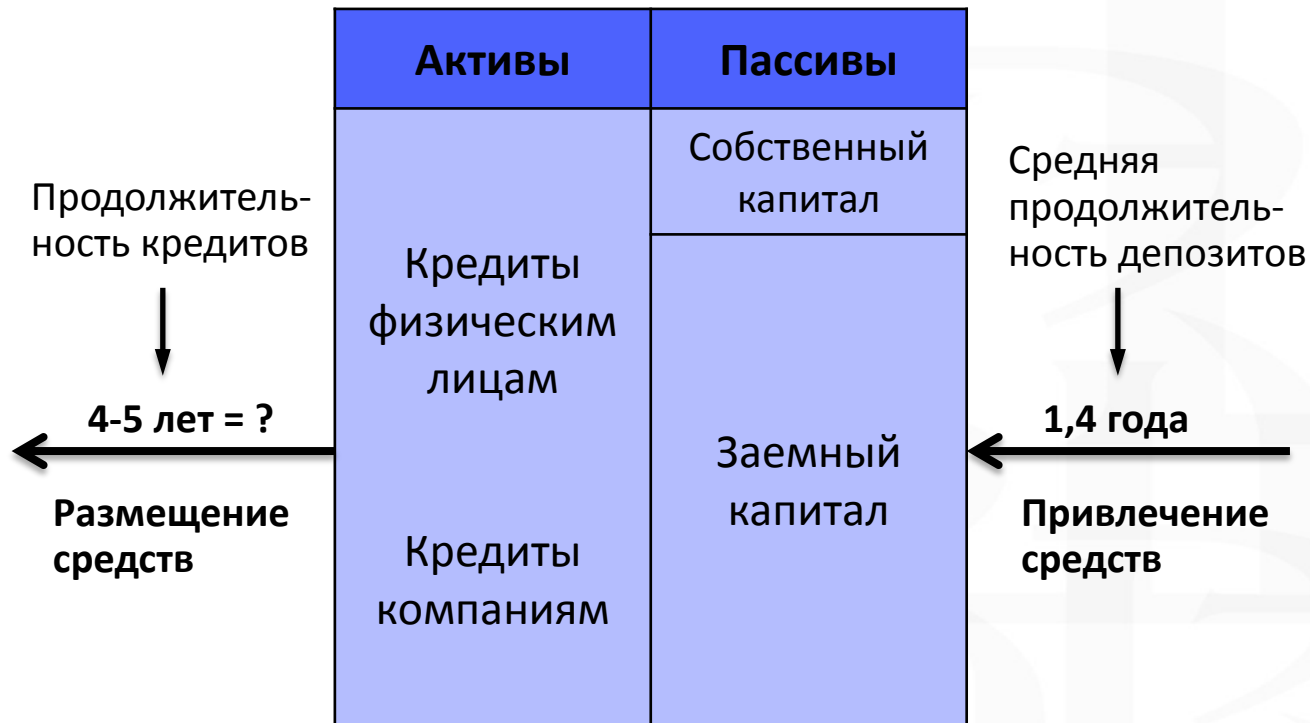 Активы
Пассивы
Собственный
капитал
Продолжитель-
ность кредитов
Средняя
продолжитель-
ность депозитов
Кредиты
физическим
лицам
4-5 лет = ?
1,4 года
Заемный
капитал
Размещение
средств
Привлечение
средств
Кредиты
компаниям